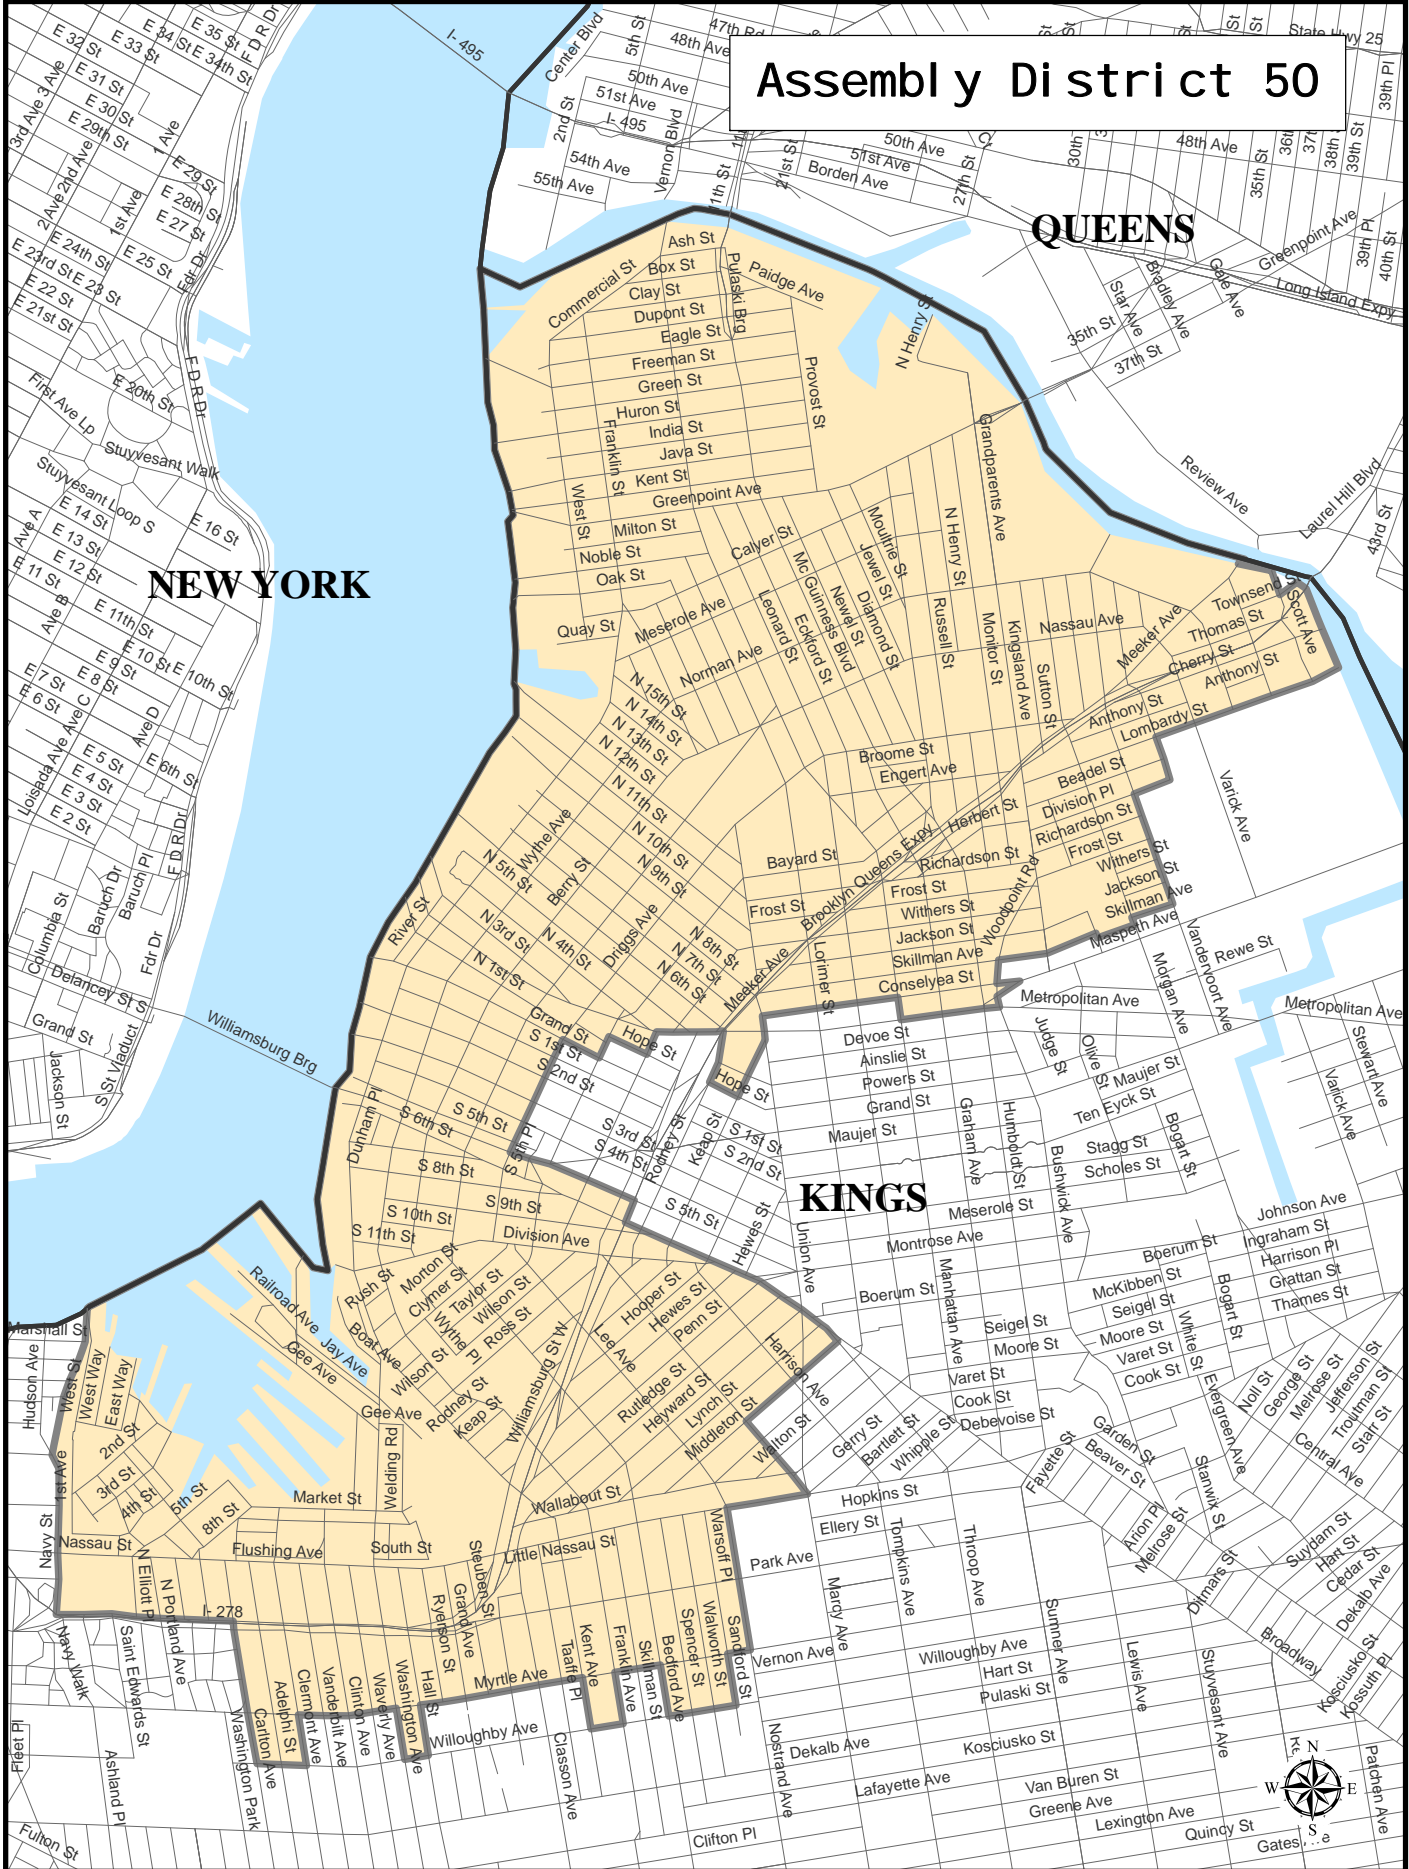 Assembly District 50
QUEENS
NEW YORK
KINGS
E 32 St
E 33 St
E 34 St
E 35 St
E 34th St
F D R Dr
E 31 St
E 30 St
E 29th St
3rd Ave
3 Ave
1 Ave
2nd Ave
2 Ave
1st Ave
E 29 St
E 28th St
E 27 St
E 25 St
E 24th St
E 23rd St
E 23 St
E 22 St
E 21st St
Fdr Dr
F D R Dr
E 20th St
First Ave Lp
Stuyvesant Walk
Stuyvesant Loop S
E 16 St
E 14 St
E 13 St
E 12 St
E 11 St
Ave A
Ave B
E 11th St
E 10 St
E 10th St
E 9 St
E 8 St
E 7 St
E 6 St
Ave C
Ave D
Loisada Ave
E 6th St
E 5 St
E 4 St
E 3 St
E 2 St
F D R Dr
Columbia St
Baruch Dr
Baruch Pl
Fdr Dr
Delancey St S
Grand St
Jackson St
S St Viaduct
Williamsburg Brg
I- 495
Center Blvd
5th St
47th Rd
48th Ave
50th Ave
51st Ave
I- 495
2nd St
54th Ave
55th Ave
Vernon Blvd
11th St
21st St
50th Ave
51st Ave
Borden Ave
27th St
30th St
State Hwy 25
48th Ave
35th St
39th St
39th Pl
39th Pl
40th St
Greenpoint Ave
Long Island Expy
Gale Ave
Bradley Ave
Star Ave
35th St
37th St
Review Ave
Laurel Hill Blvd
43rd St
Ash St
Box St
Commercial St
Clay St
Dupont St
Pulaski Brg
Paidge Ave
Eagle St
Freeman St
Green St
Huron St
India St
Java St
Kent St
Greenpoint Ave
Franklin St
West St
Provost St
N Henry St
Grandparents Ave
Milton St
Noble St
Oak St
Calyer St
Quay St
Meserole Ave
Norman Ave
Mc Guinness Blvd
Leonard St
Eckford St
Newel St
Diamond St
Jewel St
Moultrie St
N Henry St
Russell St
Monitor St
Kingsland Ave
Sutton St
Nassau Ave
Meeker Ave
Townsend St
Thomas St
Scott Ave
Cherry St
Anthony St
Anthony St
Lombardy St
N 15th St
N 14th St
N 13th St
N 12th St
N 11th St
N 10th St
N 9th St
N 8th St
N 7th St
N 6th St
N 5th St
N 4th St
N 3rd St
N 1st St
Wythe Ave
Berry St
Driggs Ave
River St
Grand St
S 1st St
S 2nd St
Hope St
Broome St
Engert Ave
Beadel St
Division Pl
Richardson St
Frost St
Withers St
Jackson St
Skillman Ave
Maspeth Ave
Varick Ave
Bayard St
Herbert St
Brooklyn Queens Expy
Richardson St
Frost St
Frost St
Withers St
Jackson St
Skillman Ave
Conselyea St
Woodpoint Rd
Meeker Ave
Lorimer St
Vandervoort Ave
Rewe St
Morgan Ave
Metropolitan Ave
Metropolitan Ave
Stewart Ave
Varick Ave
Devoe St
Ainslie St
Powers St
Grand St
Maujer St
Hope St
Judge St
Olive St
Maujer St
Ten Eyck St
Stagg St
Scholes St
Bogart St
Graham Ave
Humboldt St
Bushwick Ave
Meserole St
Montrose Ave
Boerum St
Union Ave
Manhattan Ave
Keap St
Rodney St
S 1st St
S 2nd St
S 3rd St
S 4th St
S 5th St
Hewes St
S 5th St
S 5th Pl
S 6th St
S 8th St
S 9th St
S 10th St
S 11th St
Dunham Pl
Division Ave
Johnson Ave
Ingraham St
Harrison Pl
Grattan St
Thames St
Boerum St
McKibben St
Seigel St
Moore St
Varet St
Cook St
White St
Bogart St
Seigel St
Moore St
Varet St
Cook St
Debevoise St
Evergreen Ave
Noll St
George St
Melrose St
Jefferson St
Troutman St
Starr St
Central Ave
Garden St
Beaver St
Fayette St
Arion Pl
Melrose St
Stanwix St
Ditmars St
Suydam St
Hart St
Cedar St
Dekalb Ave
Kosciusko St
Kossuth Pl
Broadway
Rush St
Morton St
Clymer St
Taylor St
Wilson St
Ross St
Wythe Pl
Wilson St
Rodney St
Keap St
Hooper St
Hewes St
Penn St
Lee Ave
Williamsburg St W
Rutledge St
Heyward St
Lynch St
Middleton St
Harrison Ave
Walton St
Gerry St
Bartlett St
Whipple St
Railroad Ave
Jay Ave
Boat Ave
Gee Ave
Gee Ave
Welding Rd
Marshall St
Hudson Ave
West St
West Way
East Way
1st Ave
2nd St
3rd St
4th St
5th St
8th St
Market St
Navy St
Nassau St
Flushing Ave
South St
N Elliott Pl
N Portland Ave
I- 278
Wallabout St
Little Nassau St
Steuben St
Grand Ave
Ryerson St
Warsoff Pl
Hopkins St
Ellery St
Park Ave
Marcy Ave
Tompkins Ave
Throop Ave
Sumner Ave
Lewis Ave
Stuyvesant Ave
Navy Walk
Saint Edwards St
Fleet Pl
Ashland Pl
Washington Park
Carlton Ave
Adelphi St
Clermont Ave
Vanderbilt Ave
Clinton Ave
Waverly Ave
Washington Ave
Hall St
Myrtle Ave
Willoughby Ave
Classon Ave
Taaffe Pl
Kent Ave
Franklin Ave
Skillman St
Bedford Ave
Spencer St
Walworth St
Sandford St
Vernon Ave
Willoughby Ave
Hart St
Pulaski St
Dekalb Ave
Kosciusko St
Lafayette Ave
Van Buren St
Greene Ave
Lexington Ave
Quincy St
Clifton Pl
Nostrand Ave
Patchen Ave
Fulton St
N
W
E
S